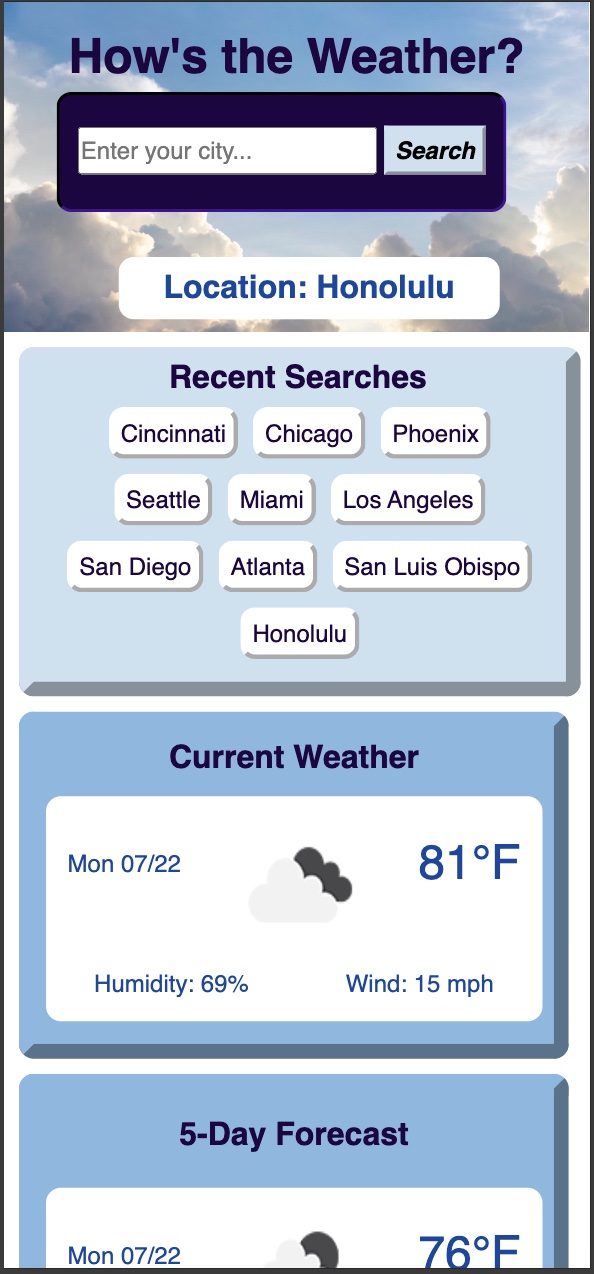 How's the Weather?
Enter your city... Search
Location: Honolulu
Recent Searches
Cincinnati Chicago Phoenix
Seattle Miami Los Angeles
San Diego Atlanta San Luis Obispo
Honolulu
Current Weather
Mon 07/22 81°F
Humidity: 69% Wind: 15 mph
5-Day Forecast
Mon 07/22 76°F